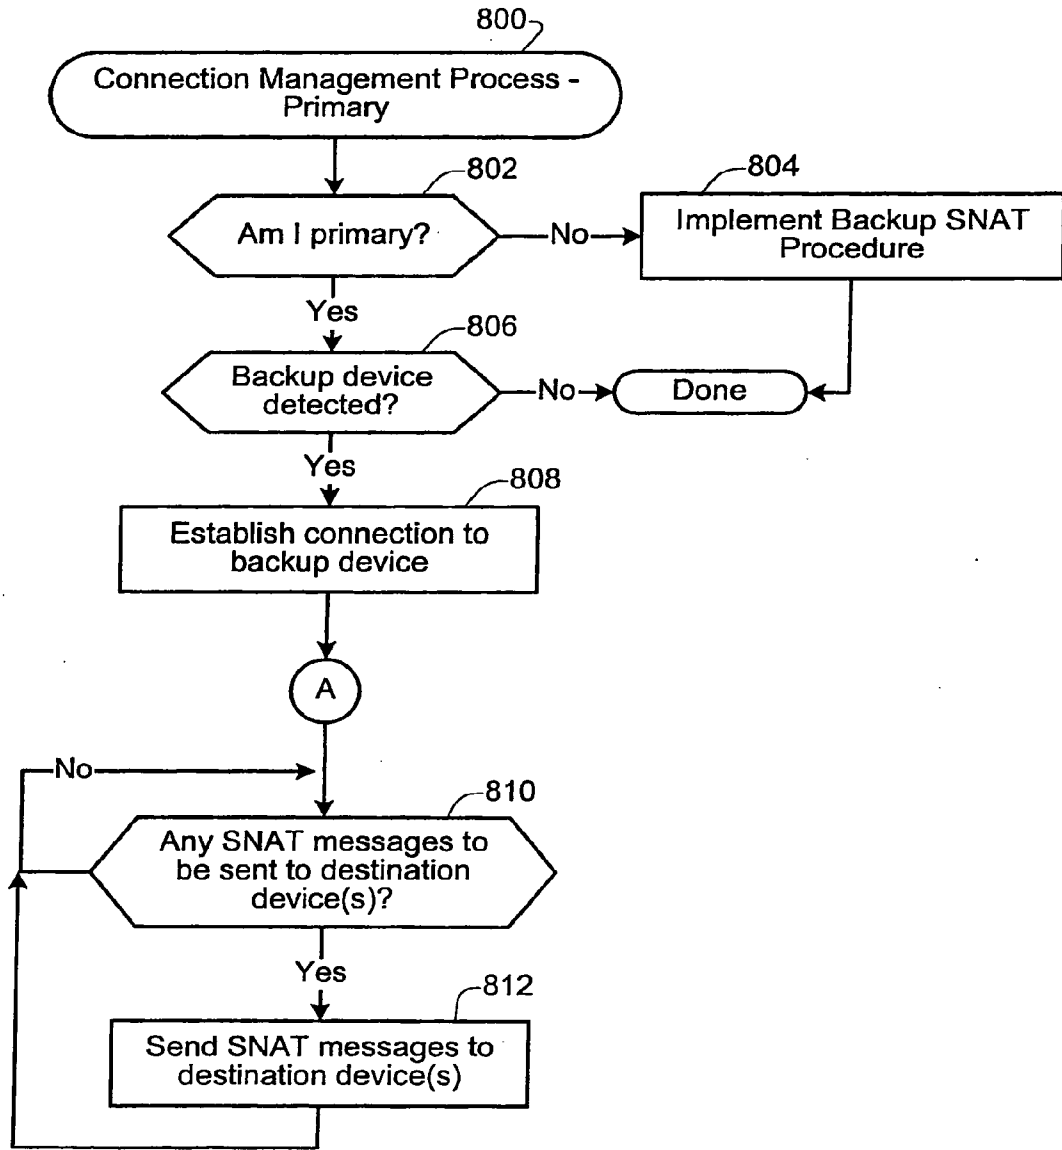 800
Connection Management Process -
Primary
802
804
Am I primary?
No
Implement Backup SNAT
Procedure
Yes
806
Backup device
detected?
No
Done
Yes
808
Establish connection to
backup device
A
No
810
Any SNAT messages to
be sent to destination
device(s)?
Yes
812
Send SNAT messages to
destination device(s)